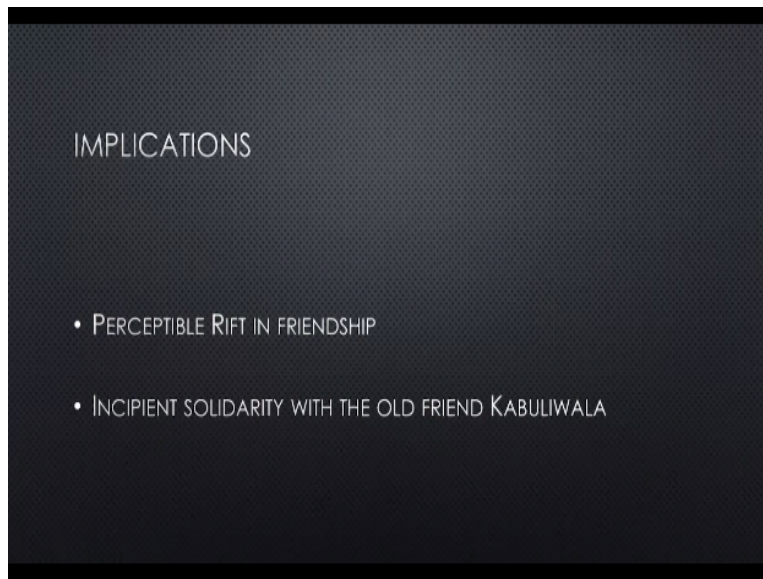 IMPLICATIONS
• PERCEPTIBLE RIFT IN FRIENDSHIP
• INCIPIENT SOLIDARITY WITH THE OLD FRIEND KABULIWALA